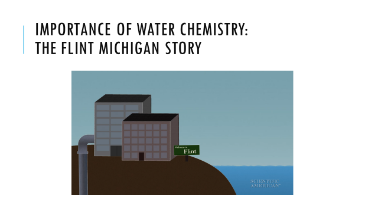 IMPORTANCE OF WATER CHEMISTRY:
THE FLINT MICHIGAN STORY
Flint